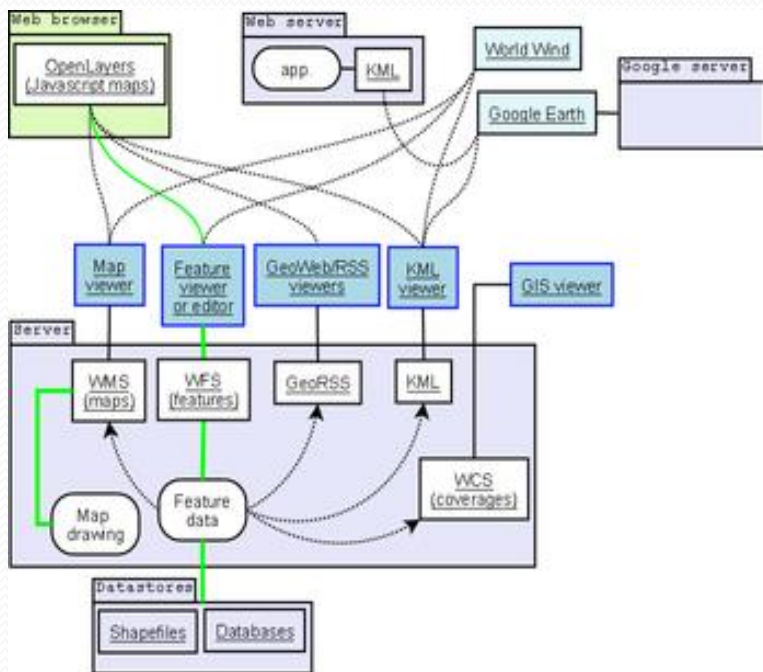 Web browser
OpenLayers
(Javascript maps)
Web server
app.
KML
World Wind
Google server
Google Earth
Map
viewer
Feature
viewer
or editor
GeoWeb/RSS
viewers
KML
viewer
GIS viewer
Server
WMS
(maps)
WFS
(features)
GeoRSS
KML
WCS
(coverages)
Map
drawing
Feature
data
Datastores
Shapefiles
Databases